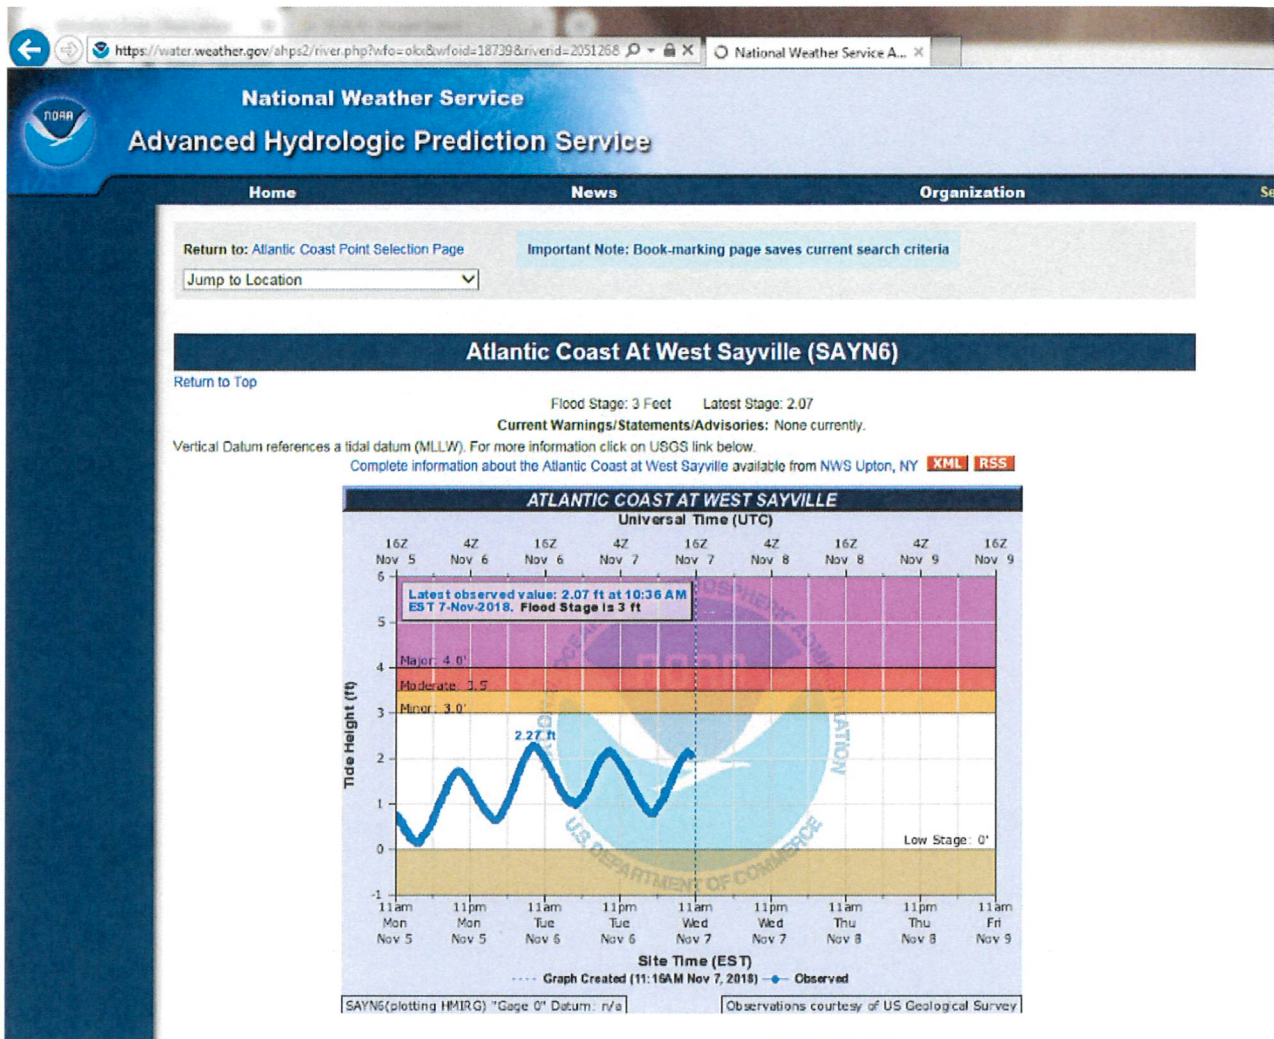 https://water.weather.gov/ahps2/river.php?wfo=okx&wfoid=18739&riverid=2051268
National Weather Service A...
NOAA
National Weather Service
Advanced Hydrologic Prediction Service
Home News Organization Se
Return to: Atlantic Coast Point Selection Page Important Note: Book-marking page saves current search criteria
Jump to Location
Atlantic Coast At West Sayville (SAYN6)
Return to Top
Flood Stage: 3 Feet Latest Stage: 2.07
Current Warnings/Statements/Advisories: None currently.
Vertical Datum references a tidal datum (MLLW). For more information click on USGS link below.
Complete information about the Atlantic Coast at West Sayville available from NWS Upton, NY XML RSS
ATLANTIC COAST AT WEST SAYVILLE
Universal Time (UTC)
16Z 4Z 16Z 4Z 16Z 4Z 16Z 4Z 16Z
Nov 5 Nov 6 Nov 6 Nov 7 Nov 7 Nov 8 Nov 8 Nov 9 Nov 9
6
Latest observed value: 2.07 ft at 10:36 AM
EST 7-Nov-2018. Flood Stage is 3 ft
5
Major: 4.0'
4
Moderate: 3.5
Minor: 3.0'
3
Tide Height (ft)
2.27 ft
2
1
Low Stage: 0'
0
U.S. DEPARTMENT OF COMMERCE
-1
11am 11pm 11am 11pm 11am 11pm 11am 11pm 11am
Mon Mon Tue Tue Wed Wed Thu Thu Fri
Nov 5 Nov 5 Nov 6 Nov 6 Nov 7 Nov 7 Nov 8 Nov 8 Nov 9
Site Time (EST)
Graph Created (11:16AM Nov 7, 2018) Observed
SAYN6(plotting HMIRG) "Gage 0" Datum: n/a Observations courtesy of US Geological Survey